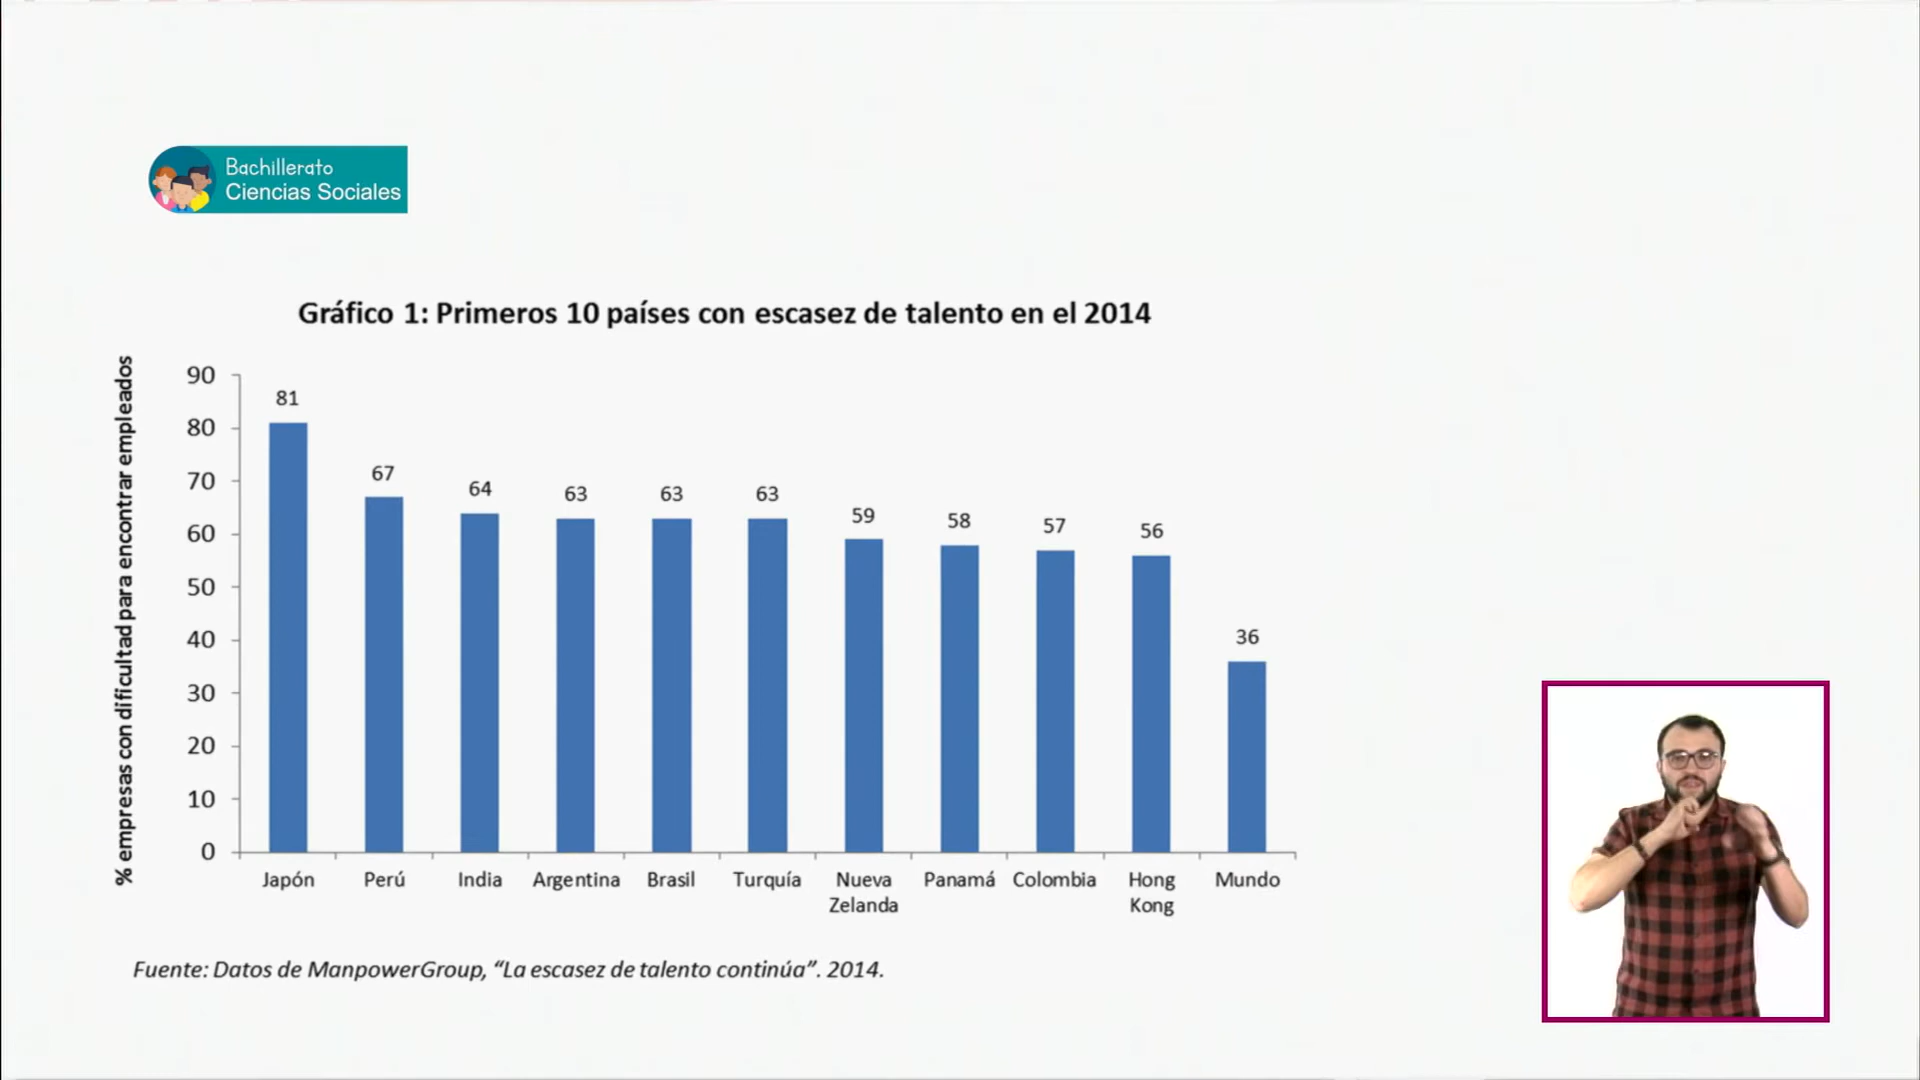 Bachillerato
Ciencias Sociales
Gráfico 1: Primeros 10 países con escasez de talento en el 2014
% empresas con dificultad para encontrar empleados
90
80
70
60
50
40
30
20
10
0
81
67
64
63
63
63
59
58
57
56
36
Japón
Perú
India
Argentina
Brasil
Turquía
Nueva
Zelanda
Panamá
Colombia
Hong
Kong
Mundo
Fuente: Datos de ManpowerGroup, “La escasez de talento continúa”. 2014.